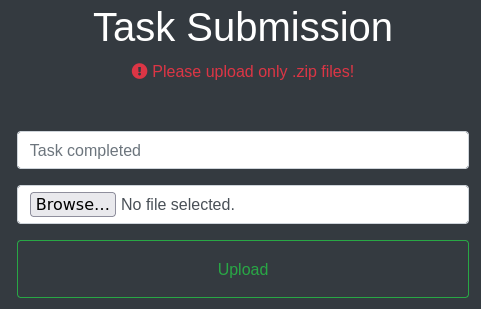 Task Submission
Please upload only .zip files!
Task completed
Browse... No file selected.
Upload